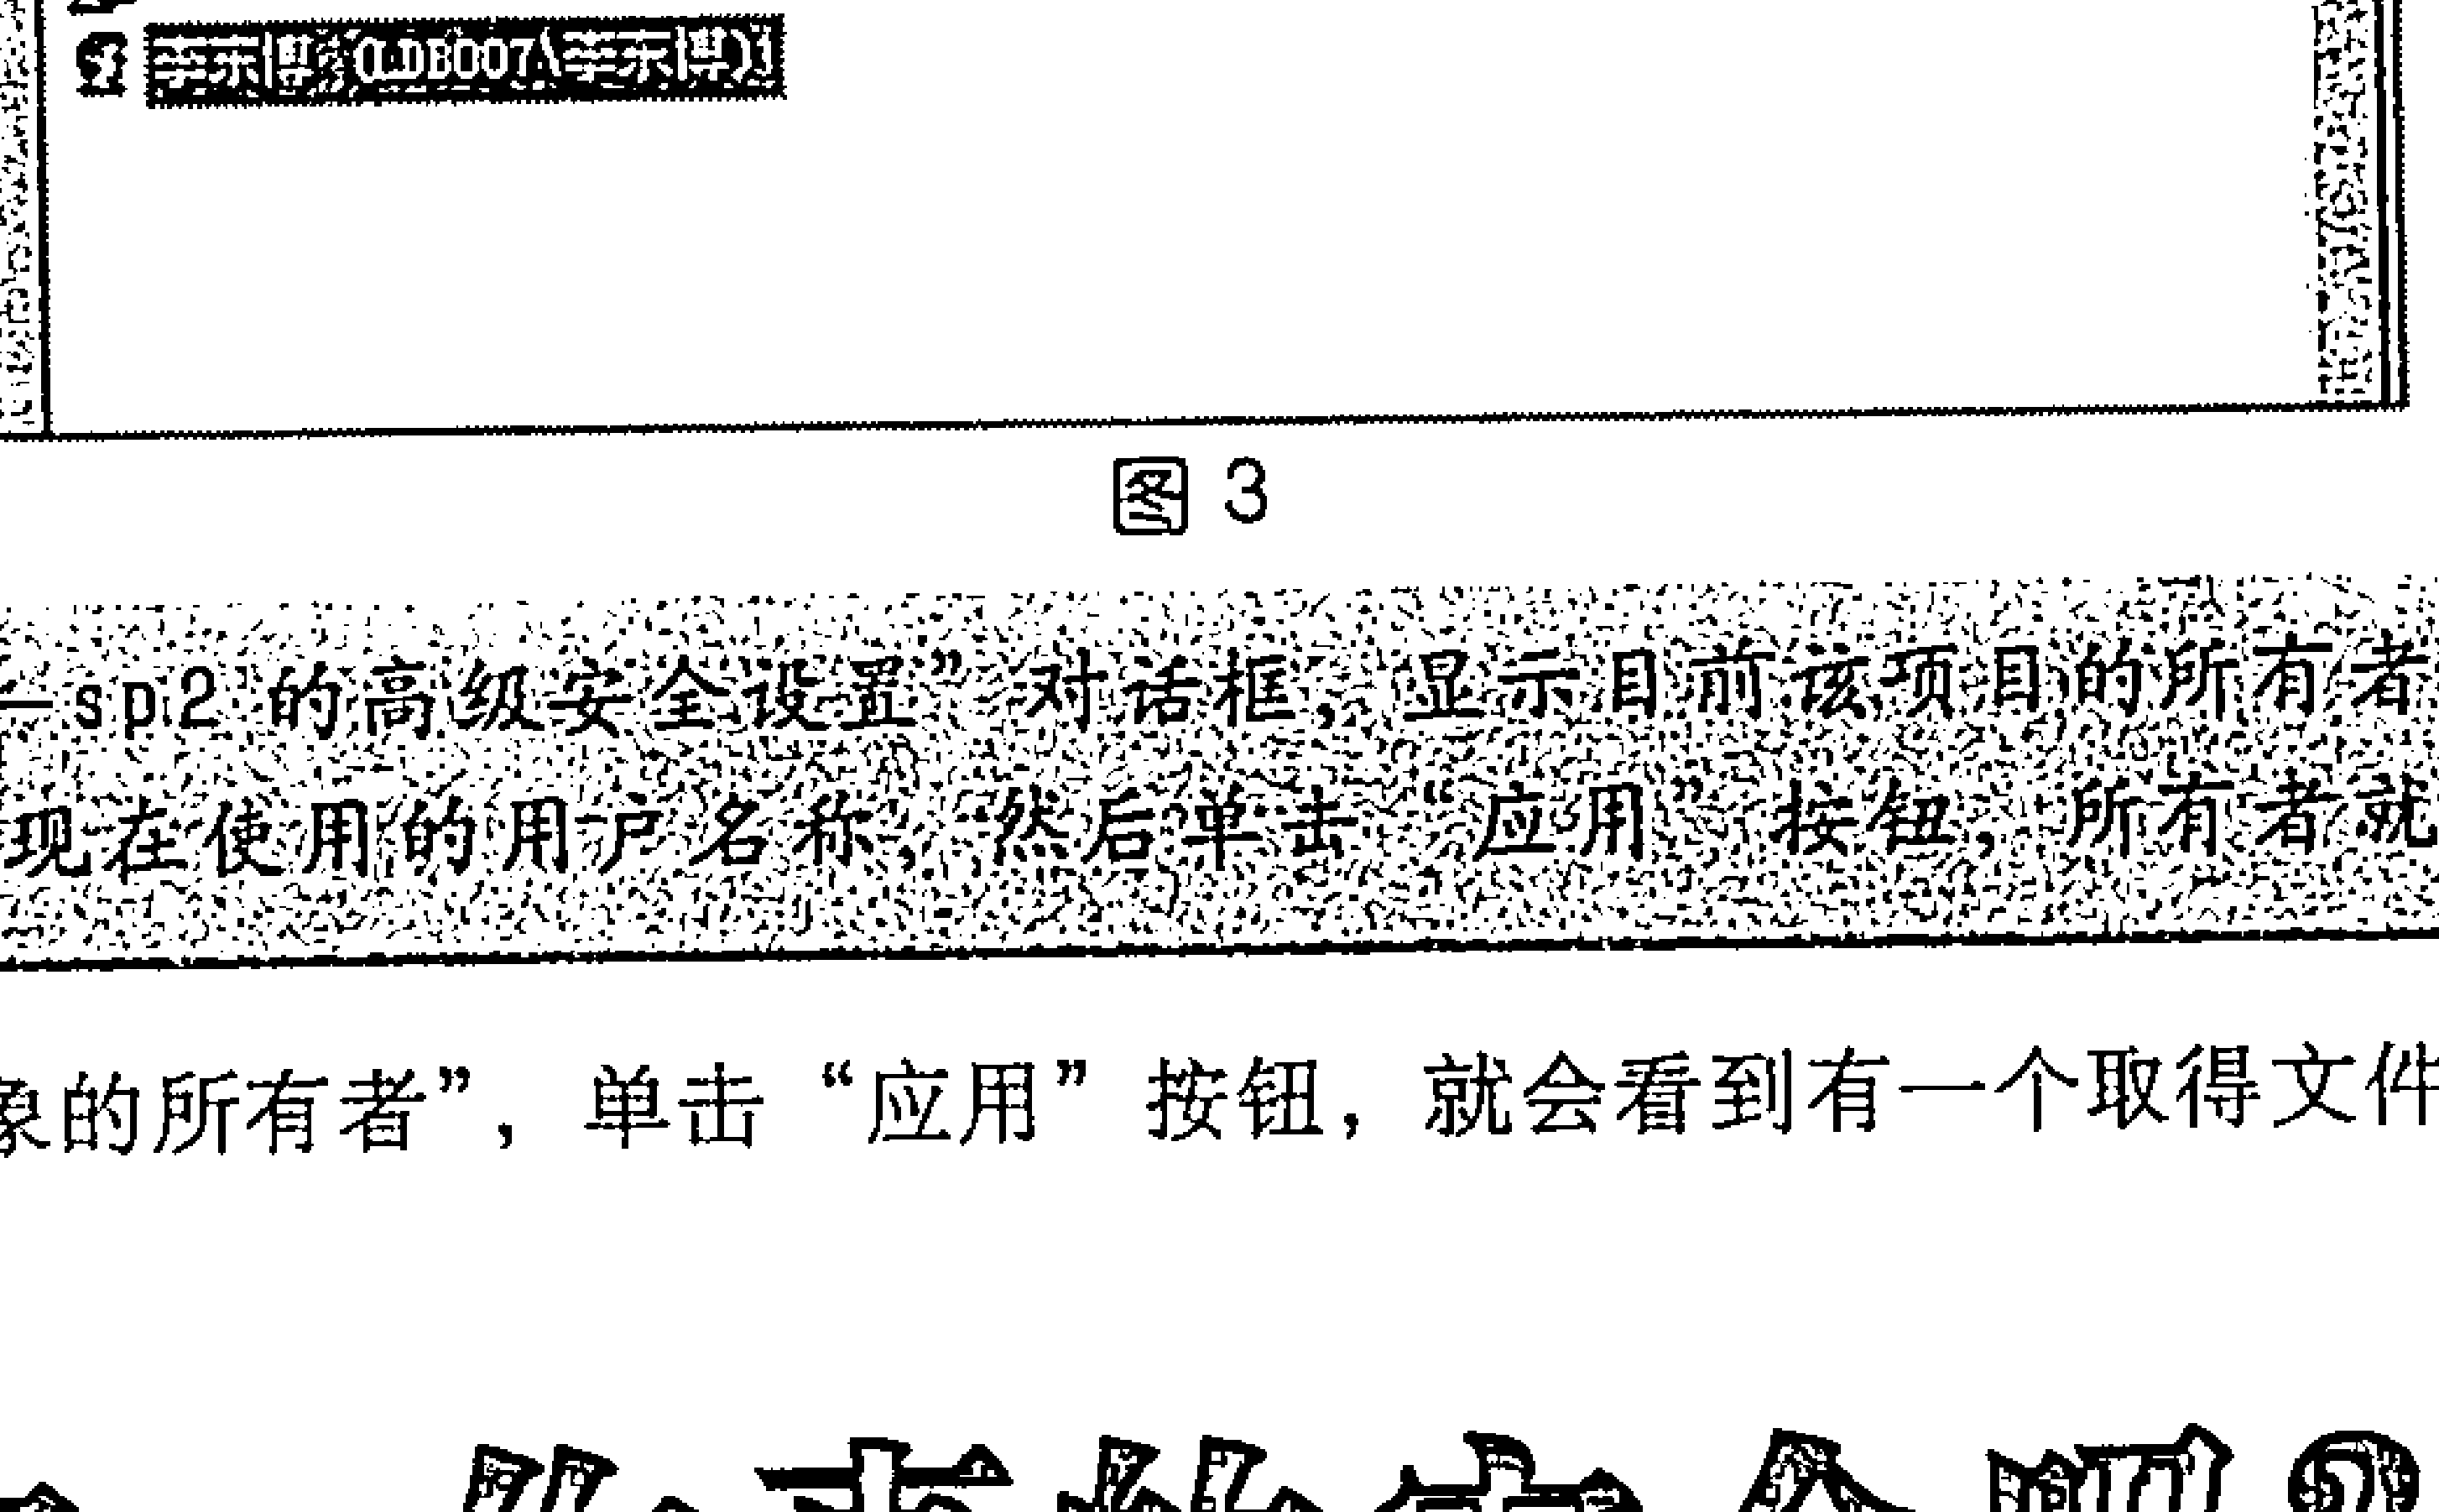 李东博 (LDB007\李东博)
图 3
sp2 的高级安全设置” 对话框，显示目前该项目的所有者
现在使用的用户名称，然后单击 “应用” 按钮，所有者就
象的所有者”，单击 “应用” 按钮，就会看到有一个取得文件